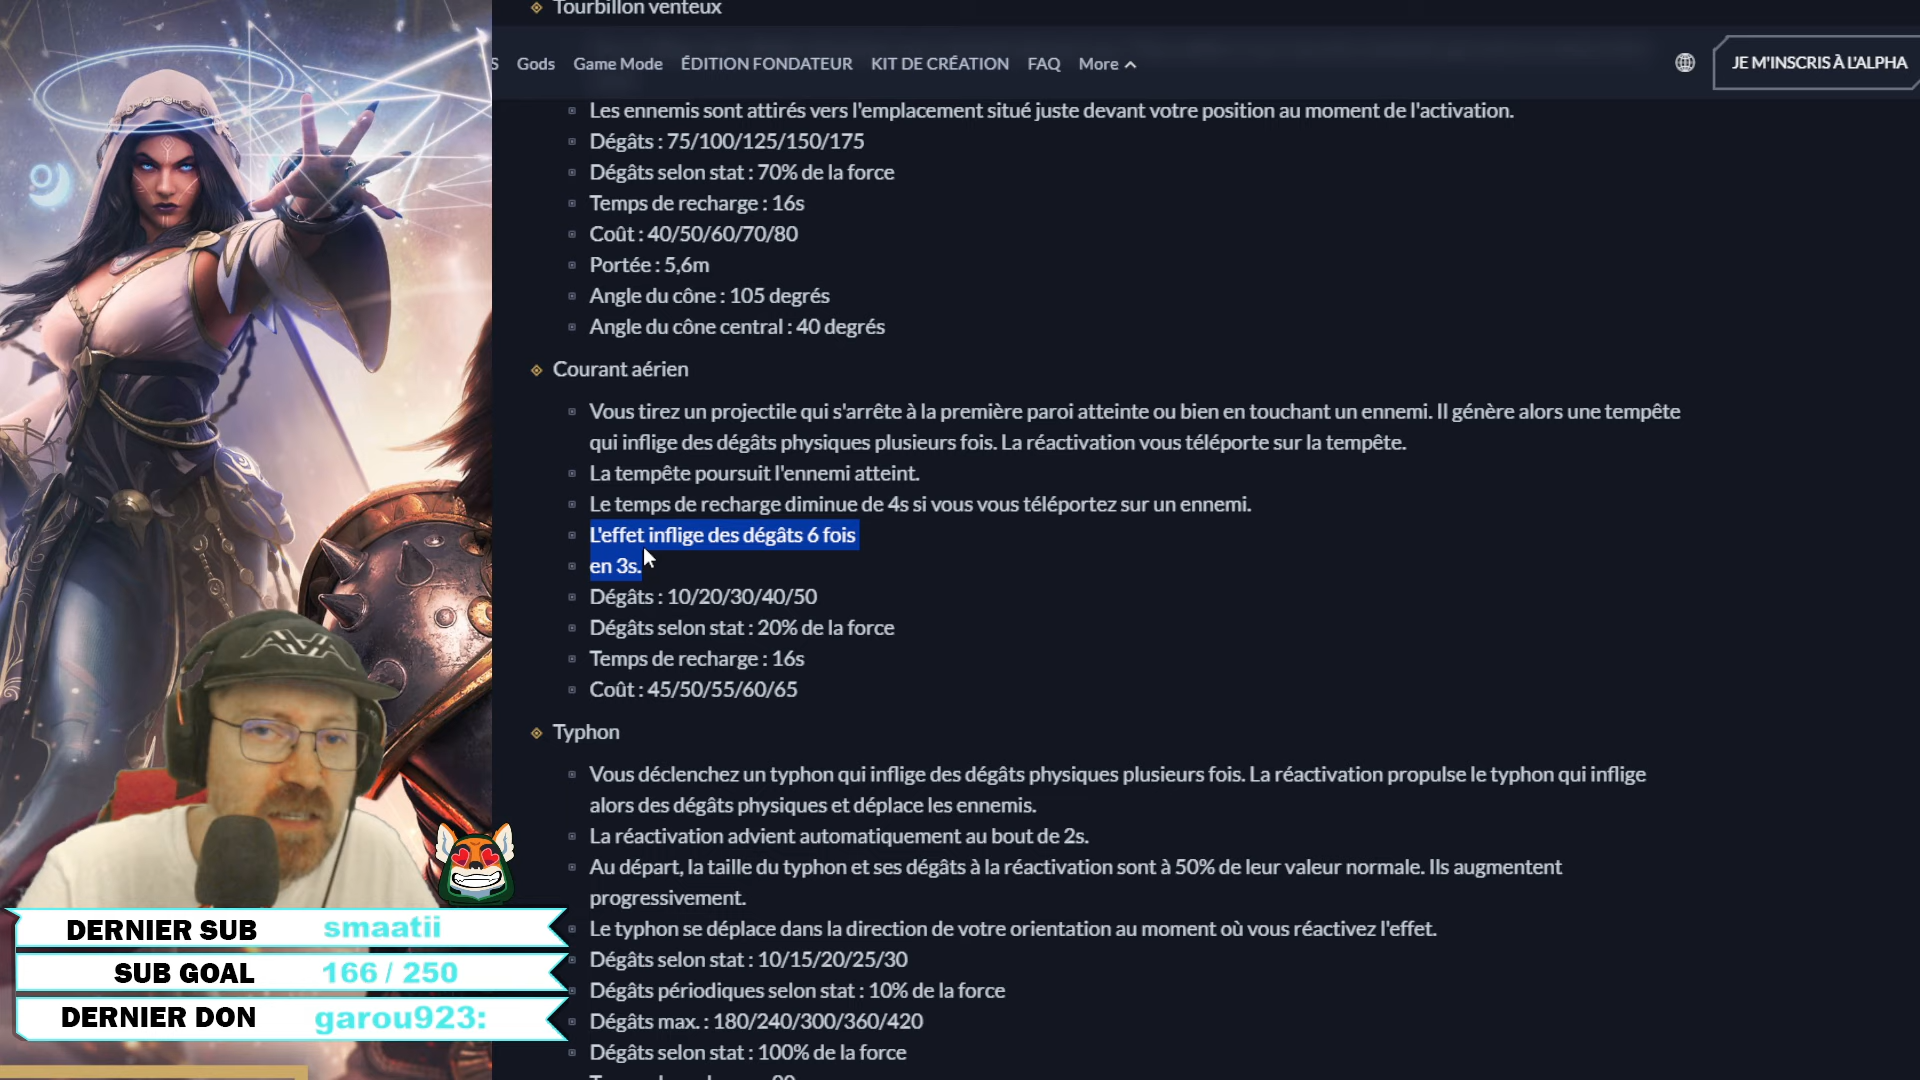 Tourbillon venteux
S Gods Game Mode ÉDITION FONDATEUR KIT DE CRÉATION FAQ More JE M'INSCRIS À L'ALPHA
Les ennemis sont attirés vers l'emplacement situé juste devant votre position au moment de l'activation.
Dégâts : 75/100/125/150/175
Dégâts selon stat : 70% de la force
Temps de recharge : 16s
Coût : 40/50/60/70/80
Portée : 5,6m
Angle du cône : 105 degrés
Angle du cône central : 40 degrés
Courant aérien
Vous tirez un projectile qui s'arrête à la première paroi atteinte ou bien en touchant un ennemi. Il génère alors une tempête
qui inflige des dégâts physiques plusieurs fois. La réactivation vous téléporte sur la tempête.
La tempête poursuit l'ennemi atteint.
Le temps de recharge diminue de 4s si vous vous téléportez sur un ennemi.
L'effet inflige des dégâts 6 fois
en 3s.
Dégâts : 10/20/30/40/50
Dégâts selon stat : 20% de la force
Temps de recharge : 16s
Coût : 45/50/55/60/65
Typhon
Vous déclenchez un typhon qui inflige des dégâts physiques plusieurs fois. La réactivation propulse le typhon qui inflige
alors des dégâts physiques et déplace les ennemis.
La réactivation advient automatiquement au bout de 2s.
Au départ, la taille du typhon et ses dégâts à la réactivation sont à 50% de leur valeur normale. Ils augmentent
progressivement.
Le typhon se déplace dans la direction de votre orientation au moment où vous réactivez l'effet.
Dégâts selon stat : 10/15/20/25/30
Dégâts périodiques selon stat : 10% de la force
Dégâts max. : 180/240/300/360/420
Dégâts selon stat : 100% de la force
DERNIER SUB smaatii
SUB GOAL 166 / 250
DERNIER DON garou923: